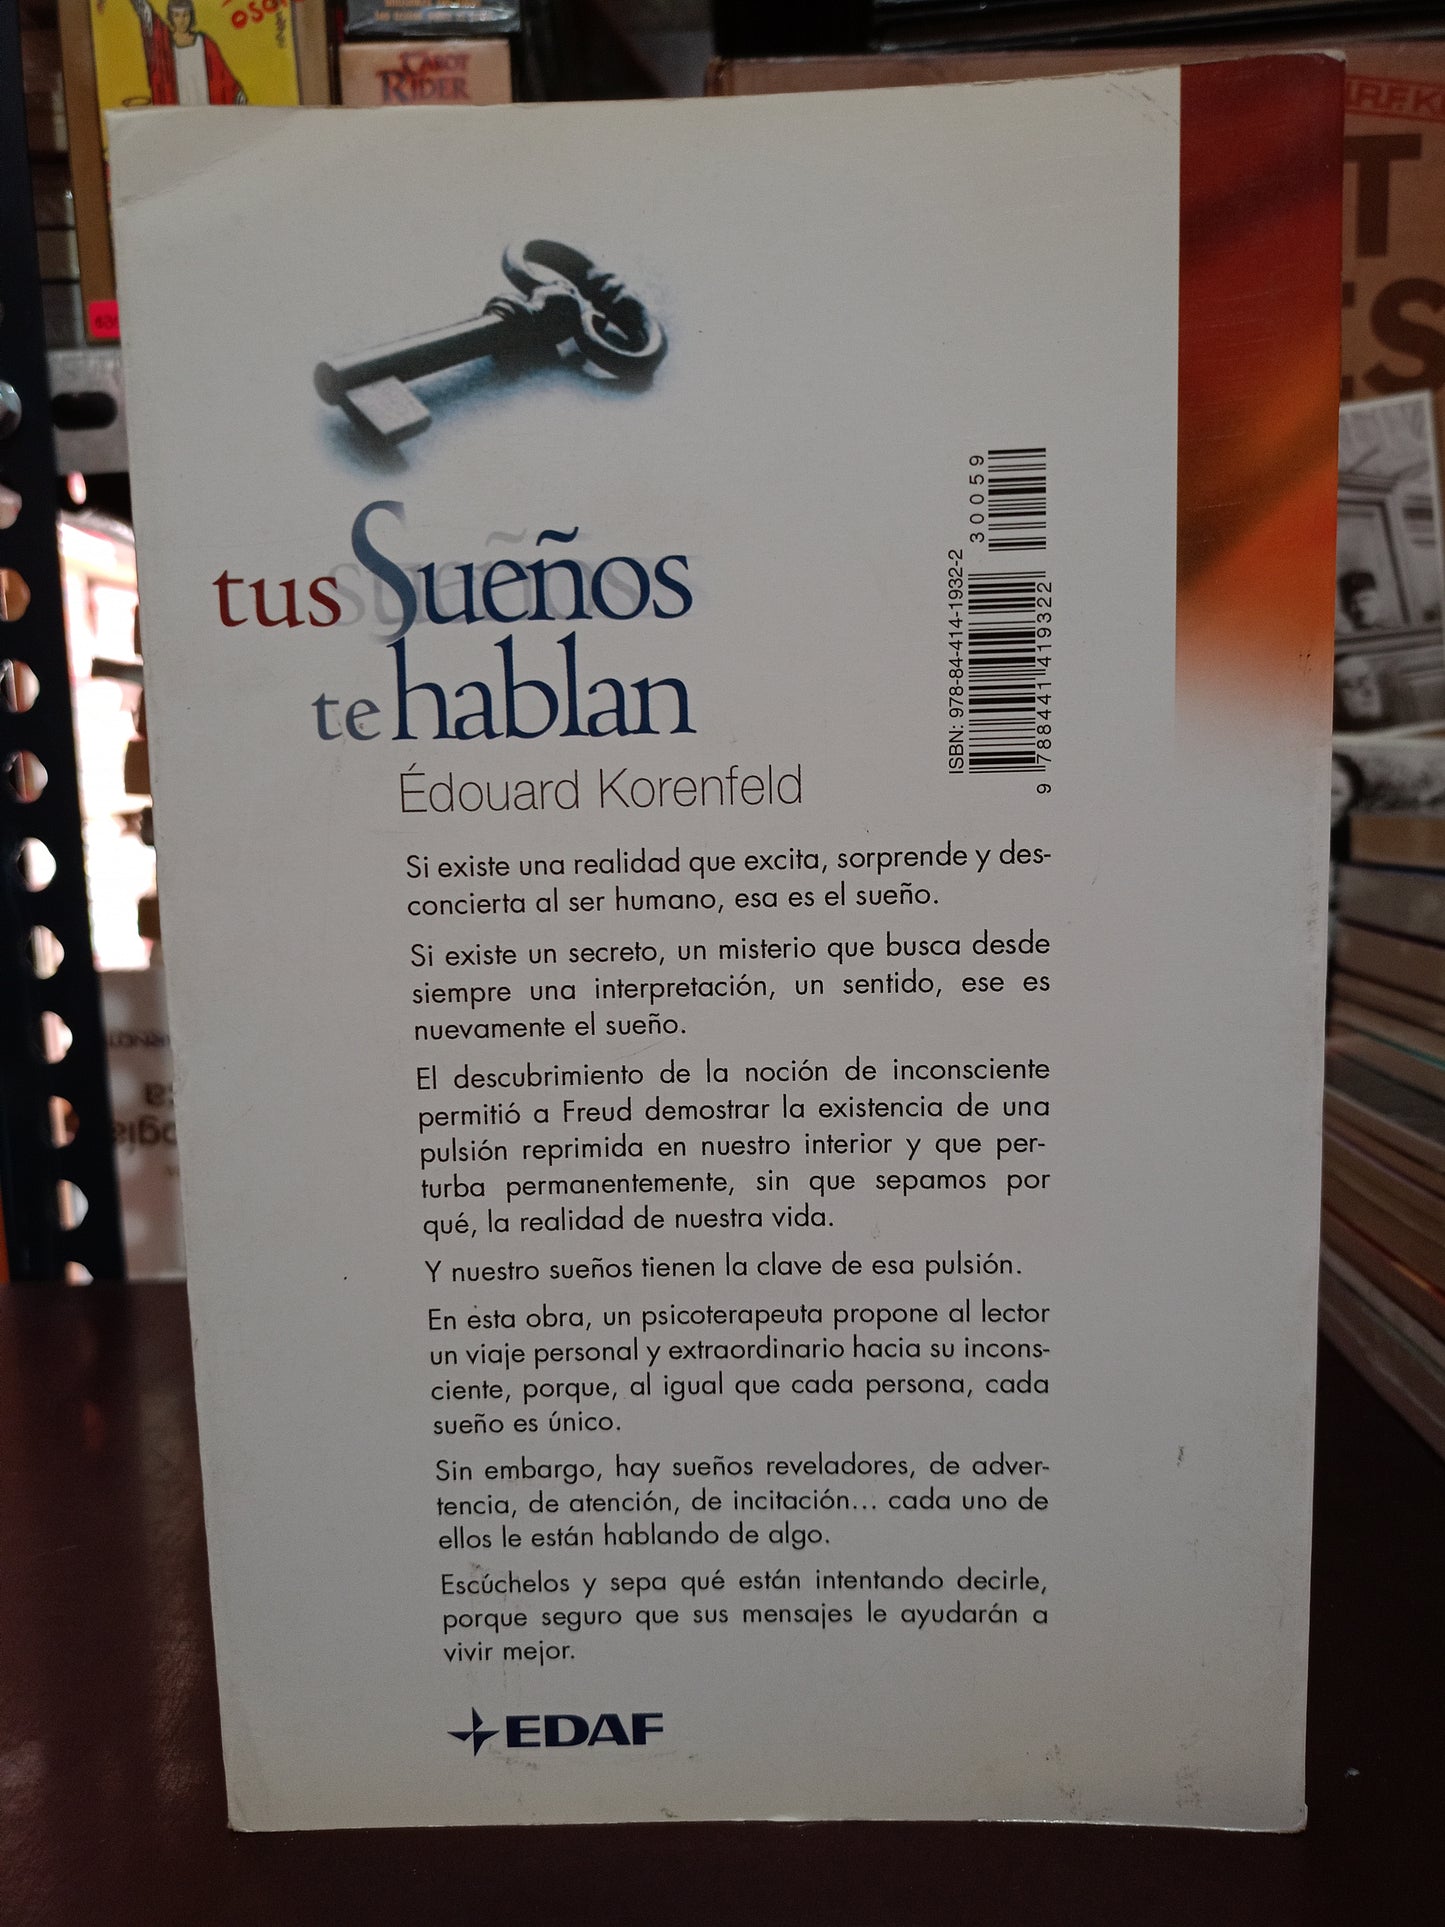 osc
TAROT
RIDER
tus Sueños
te hablan
Édouard Korenfeld
ISBN: 978-84-414-1932-2
30059
9 788441 419322
Si existe una realidad que excita, sorprende y des-
concierta al ser humano, esa es el sueño.
Si existe un secreto, un misterio que busca desde
siempre una interpretación, un sentido, ese es
nuevamente el sueño.
El descubrimiento de la noción de inconsciente
permitió a Freud demostrar la existencia de una
pulsión reprimida en nuestro interior y que per-
turba permanentemente, sin que sepamos por
qué, la realidad de nuestra vida.
Y nuestro sueños tienen la clave de esa pulsión.
En esta obra, un psicoterapeuta propone al lector
un viaje personal y extraordinario hacia su incons-
ciente, porque, al igual que cada persona, cada
sueño es único.
Sin embargo, hay sueños reveladores, de adver-
tencia, de atención, de incitación... cada uno de
ellos le están hablando de algo.
Escúchelos y sepa qué están intentando decirle,
porque seguro que sus mensajes le ayudarán a
vivir mejor.
EDAF